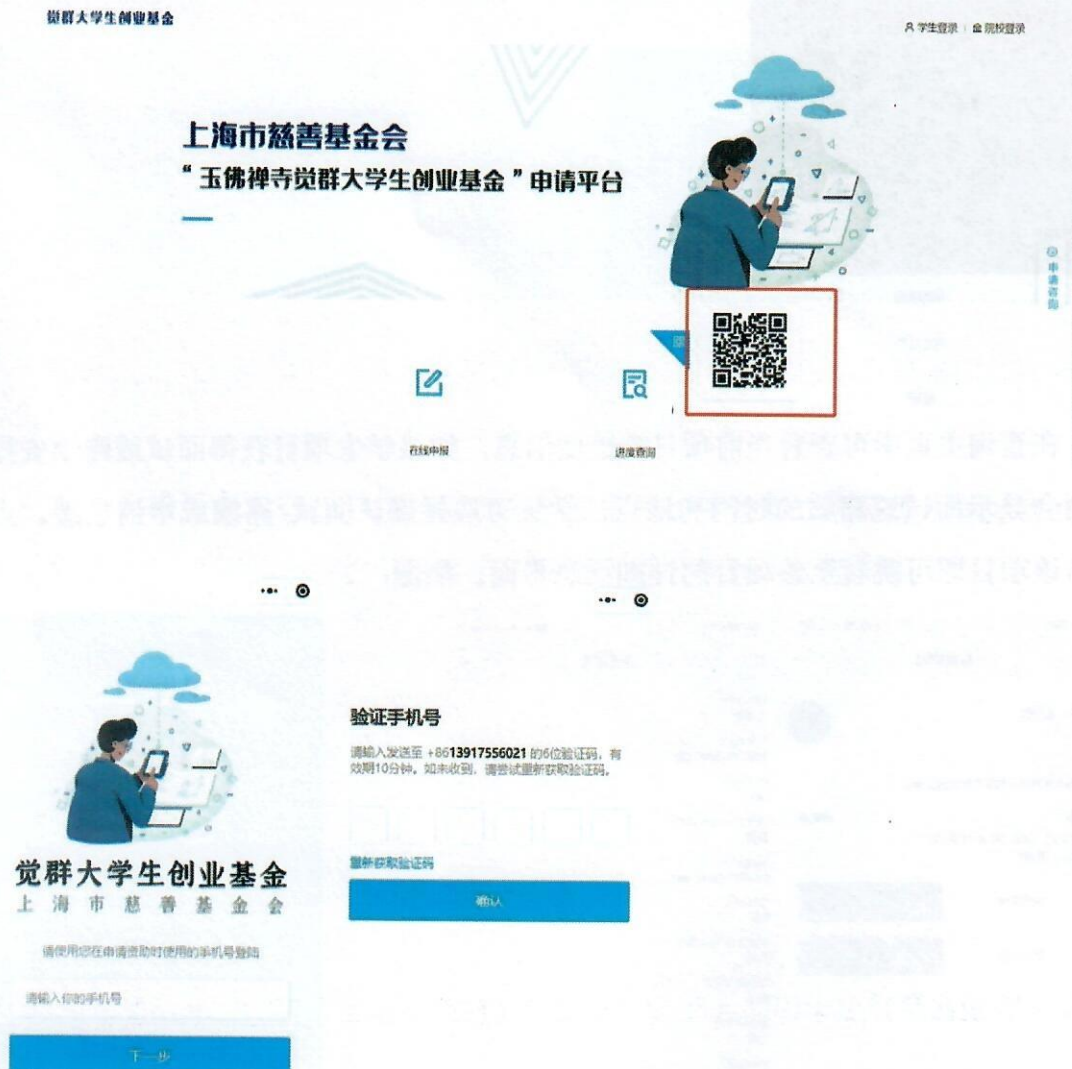 觉群大学生创业基金
学生登录 | 院校登录
上海市慈善基金会
“玉佛禅寺觉群大学生创业基金”申请平台
申请咨询
在线申报
进度查询
验证手机号
请输入发送至 +8613917556021 的6位验证码，有
效期10分钟。如未收到，请尝试重新获取验证码。
重新获取验证码
确认
觉群大学生创业基金
上海市慈善基金会
请使用您在申请资助时使用的手机号登陆
请输入你的手机号
下一步